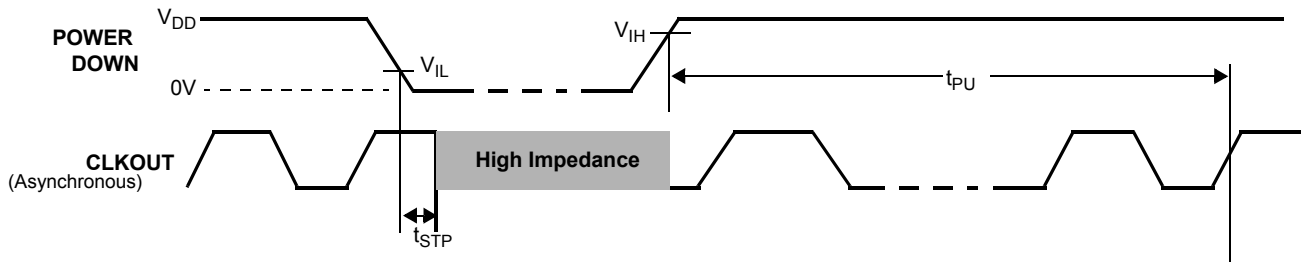 V_DD
POWER DOWN
V_IL
0V
V_IH
t_PU
CLKOUT
(Asynchronous)
High Impedance
t_STP